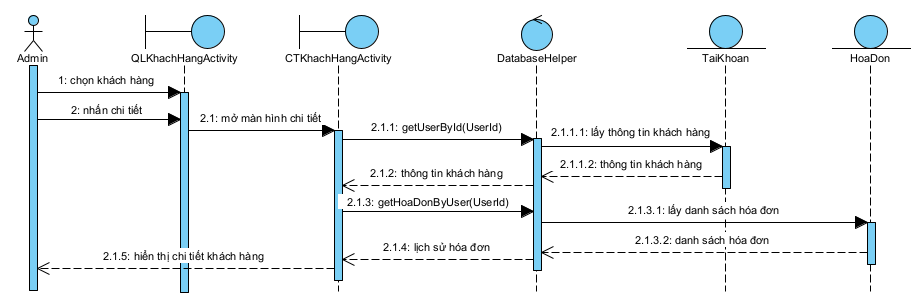 Admin
QLKhachHangActivity
CTKhachHangActivity
DatabaseHelper
TaiKhoan
HoaDon
1: chọn khách hàng
2: nhấn chi tiết
2.1: mở màn hình chi tiết
2.1.1: getUserById(UserId)
2.1.1.1: lấy thông tin khách hàng
2.1.1.2: thông tin khách hàng
2.1.2: thông tin khách hàng
2.1.3: getHoaDonByUser(UserId)
2.1.3.1: lấy danh sách hóa đơn
2.1.3.2: danh sách hóa đơn
2.1.4: lịch sử hóa đơn
2.1.5: hiển thị chi tiết khách hàng